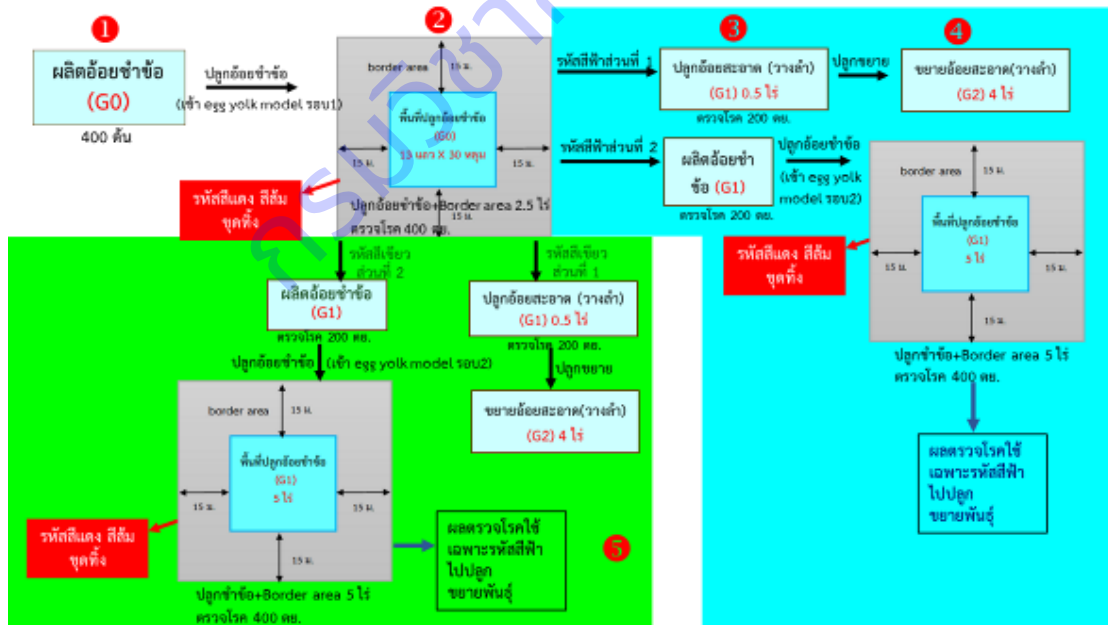 1
ผลิตอ้อยชำข้อ
(G0)
400 ต้น
ปลูกอ้อยชำข้อ
(เข้า egg yolk model รอบ1)
2
border area
15 ม.
พื้นที่ปลูกอ้อยชำข้อ
(G0)
13 แถว X 30 หลุม
15 ม.
15 ม.
15 ม.
ปลูกอ้อยชำข้อ+Border area 2.5 ไร่
ตรวจโรค 400 ตย.
รหัสสีแดง สีส้ม
ขุดทิ้ง
รหัสสีฟ้าส่วนที่ 1
3
ปลูกอ้อยสะอาด (วางลำ)
(G1) 0.5 ไร่
ตรวจโรค 200 ตย.
ปลูกขยาย
4
ขยายอ้อยสะอาด(วางลำ)
(G2) 4 ไร่
รหัสสีฟ้าส่วนที่ 2
ผลิตอ้อยชำ
ข้อ (G1)
ตรวจโรค 200 ตย.
ปลูกอ้อยชำข้อ
(เข้า egg yolk
model รอบ2)
border area
15 ม.
พื้นที่ปลูกอ้อยชำข้อ
(G1)
5 ไร่
15 ม.
15 ม.
15 ม.
รหัสสีแดง สีส้ม
ขุดทิ้ง
ปลูกชำข้อ+Border area 5 ไร่
ตรวจโรค 400 ตย.
ผลตรวจโรคใช้
เฉพาะรหัสสีฟ้า
ไปปลูก
ขยายพันธุ์
รหัสสีเขียว
ส่วนที่ 2
ผลิตอ้อยชำข้อ
(G1)
ตรวจโรค 200 ตย.
ปลูกอ้อยชำข้อ (เข้า egg yolk model รอบ2)
รหัสสีเขียว
ส่วนที่ 1
ปลูกอ้อยสะอาด (วางลำ)
(G1) 0.5 ไร่
ตรวจโรค 200 ตย.
ปลูกขยาย
ขยายอ้อยสะอาด(วางลำ)
(G2) 4 ไร่
border area
15 ม.
พื้นที่ปลูกอ้อยชำข้อ
(G1)
5 ไร่
15 ม.
15 ม.
15 ม.
รหัสสีแดง สีส้ม
ขุดทิ้ง
ปลูกชำข้อ+Border area 5 ไร่
ตรวจโรค 400 ตย.
ผลตรวจโรคใช้
เฉพาะรหัสสีฟ้า
ไปปลูก
ขยายพันธุ์
5